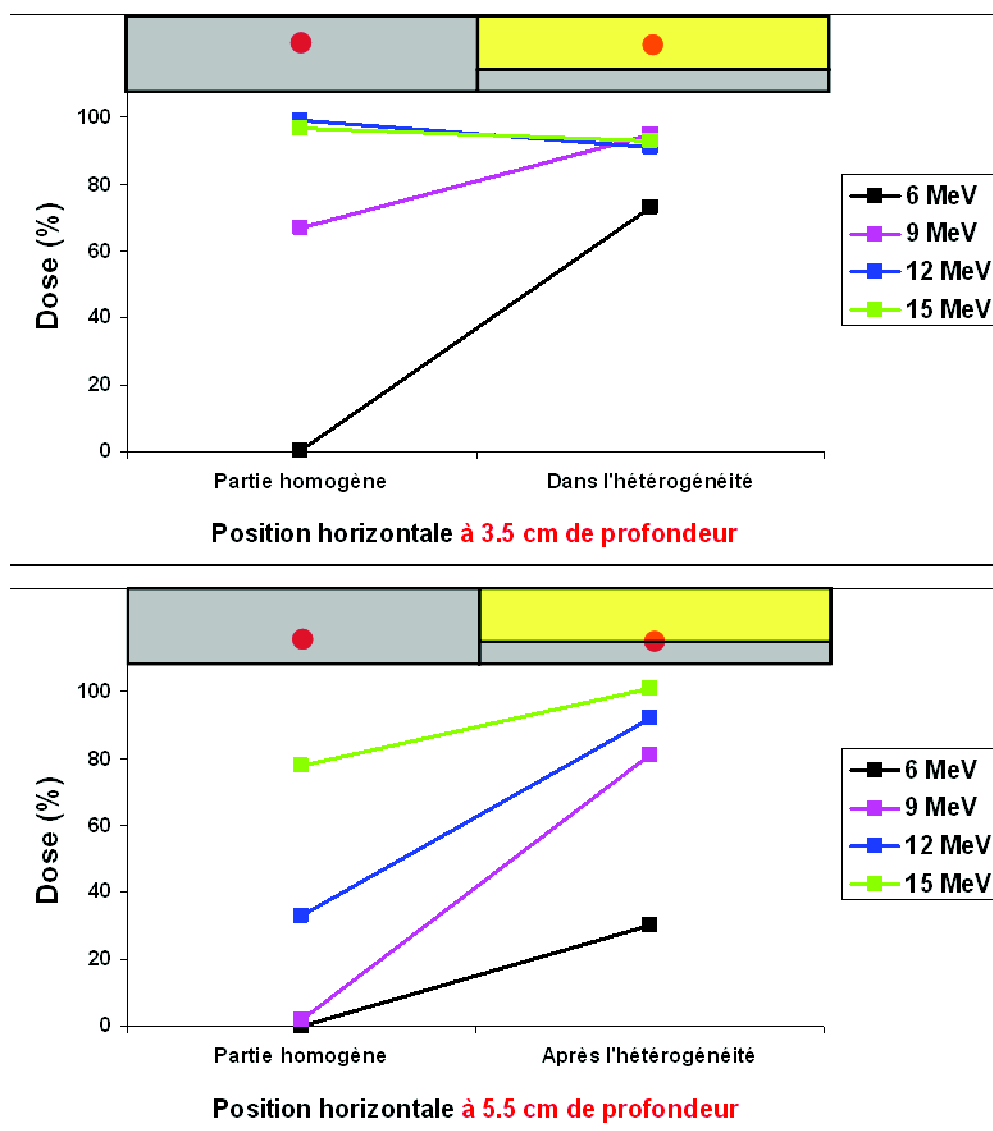 100
80
60
40
20
0
Dose (%)
Partie homogène
Dans l'hétérogénéité
Position horizontale à 3.5 cm de profondeur
6 MeV
9 MeV
12 MeV
15 MeV
100
80
60
40
20
0
Dose (%)
Partie homogène
Après l'hétérogénéité
Position horizontale à 5.5 cm de profondeur
6 MeV
9 MeV
12 MeV
15 MeV